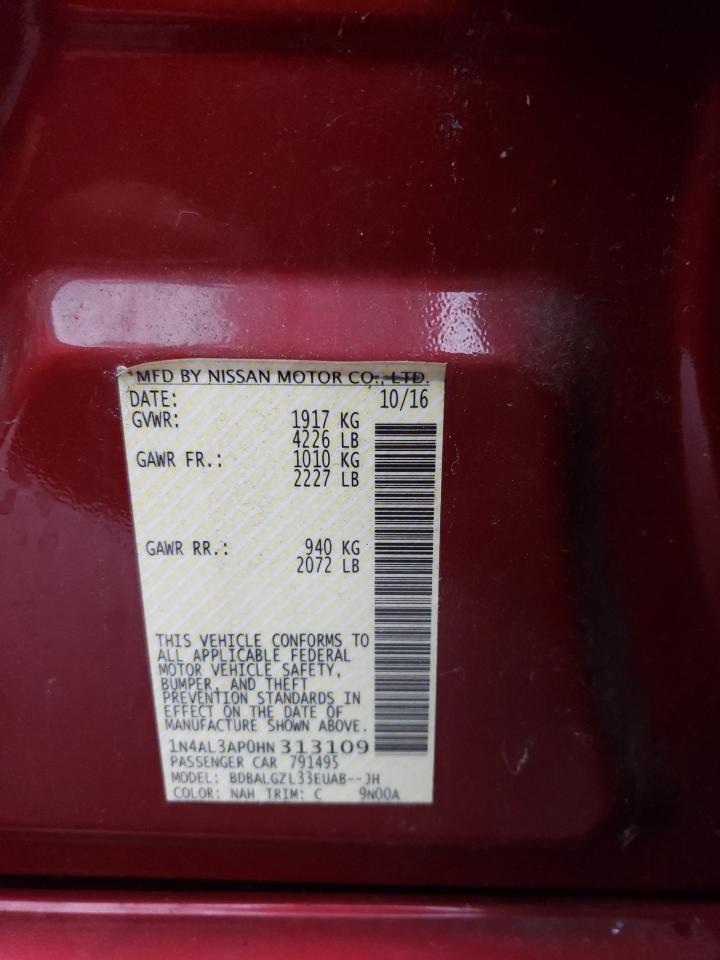 MFD BY NISSAN MOTOR CO., LTD.
DATE: 10/16
GVWR: 1917 KG
4226 LB
GAWR FR.: 1010 KG
2227 LB
GAWR RR.: 940 KG
2072 LB
THIS VEHICLE CONFORMS TO
ALL APPLICABLE FEDERAL
MOTOR VEHICLE SAFETY,
BUMPER, AND THEFT
PREVENTION STANDARDS IN
EFFECT ON THE DATE OF
MANUFACTURE SHOWN ABOVE.
1N4AL3AP0HN 313109
PASSENGER CAR 791495
MODEL: BDBALGZL33EUAB--JH
COLOR: NAH TRIM: C 9N00A